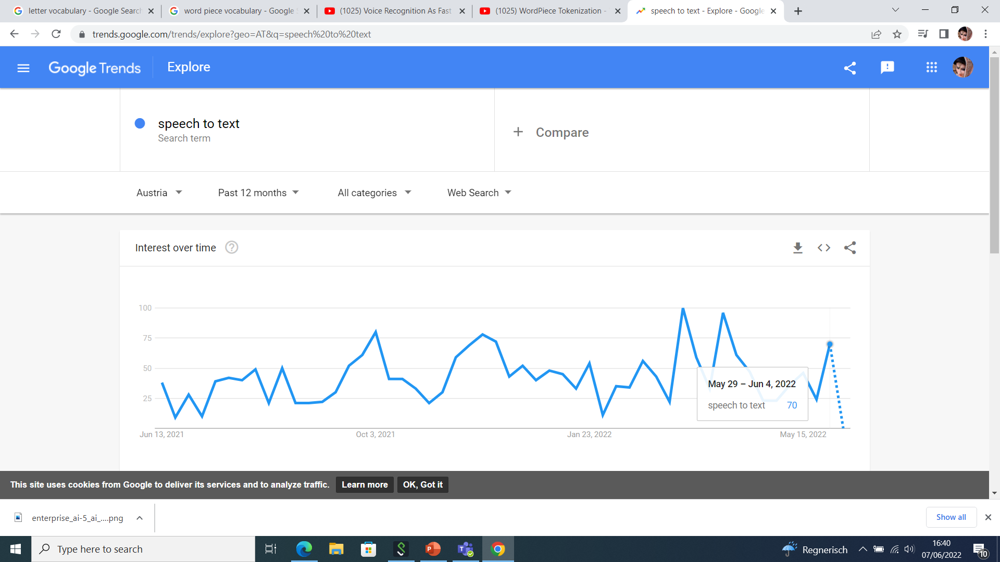 letter vocabulary - Google Search
word piece vocabulary - Google S
(1025) Voice Recognition As Fast
(1025) WordPiece Tokenization -
speech to text - Explore - Google
trends.google.com/trends/explore?geo=AT&q=speech%20to%20text
Google Trends
Explore
speech to text
Search term
+ Compare
Austria
Past 12 months
All categories
Web Search
Interest over time ?
100
75
50
25
Jun 13, 2021
Oct 3, 2021
Jan 23, 2022
May 15, 2022
May 29 – Jun 4, 2022
speech to text 70
This site uses cookies from Google to deliver its services and to analyze traffic. Learn more OK, Got it
enterprise_ai-5_ai_....png
Show all
Type here to search
Regnerisch
16:40
07/06/2022
10